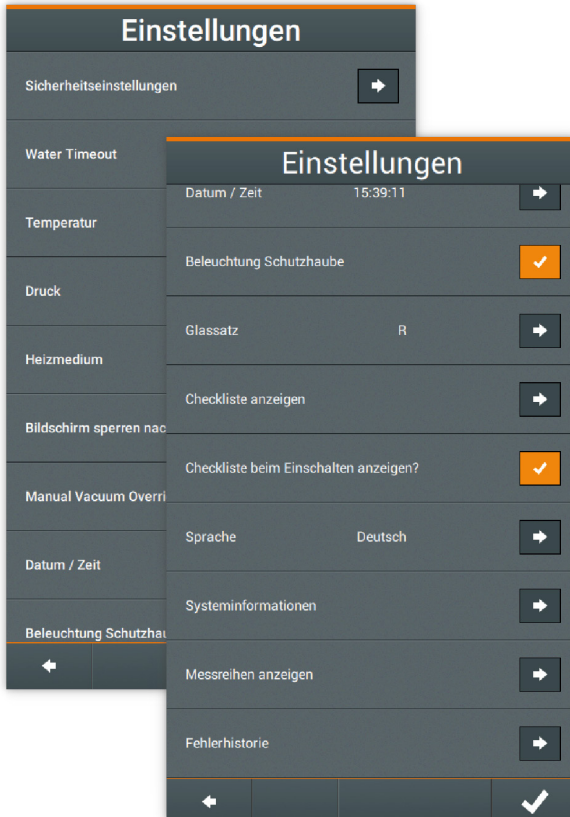 Einstellungen
Sicherheitseinstellungen
Water Timeout
Temperatur
Druck
Heizmedium
Bildschirm sperren nac
Manual Vacuum Overri
Datum / Zeit
Beleuchtung Schutzhau
Einstellungen
Datum / Zeit 15:39:11
Beleuchtung Schutzhaube
Glassatz R
Checkliste anzeigen
Checkliste beim Einschalten anzeigen?
Sprache Deutsch
Systeminformationen
Messreihen anzeigen
Fehlerhistorie